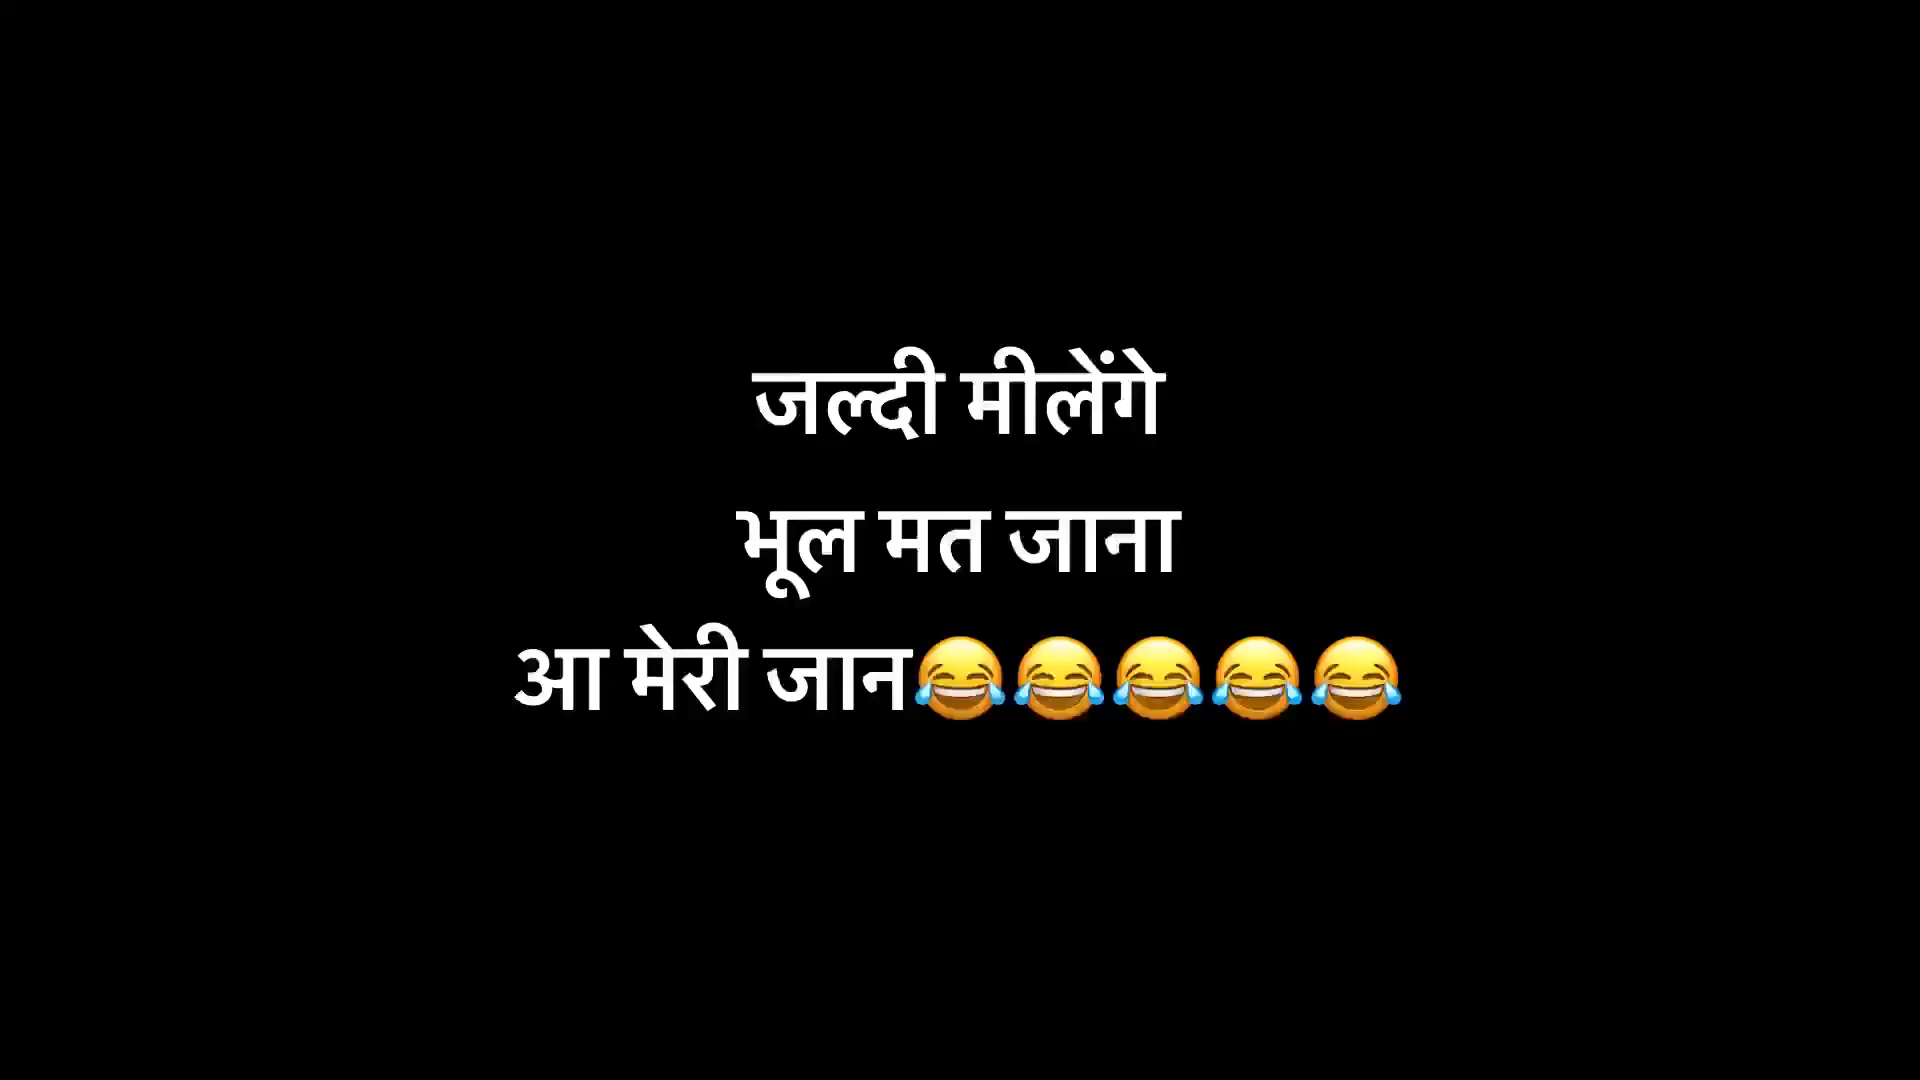 जल्दी मीलेंगे
भूल मत जाना
आ मेरी जान😂😂😂😂😂